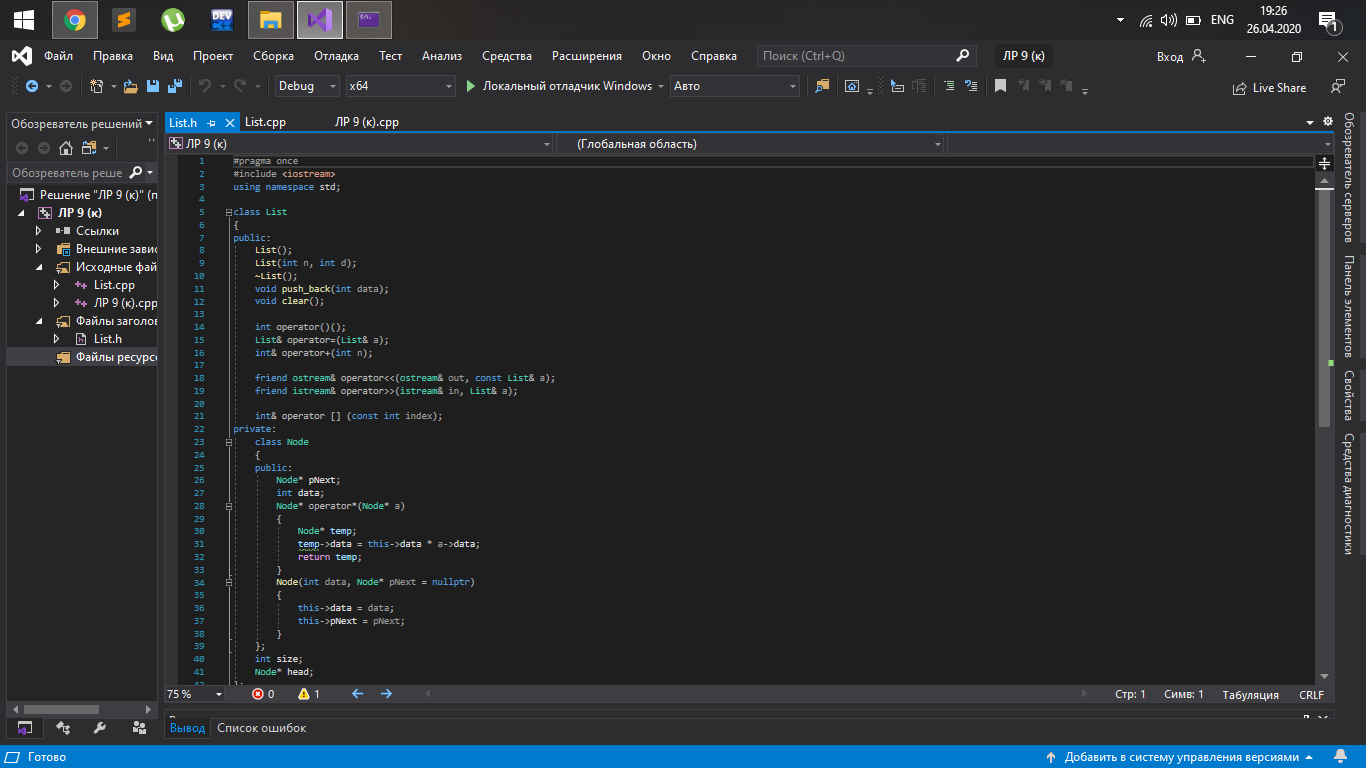 DEV
ENG
19:26
26.04.2020
1
Файл Правка Вид Проект Сборка Отладка Тест Анализ Средства Расширения Окно Справка Поиск (Ctrl+Q) ЛР 9 (к) Вход
Debug x64 Локальный отладчик Windows Авто Live Share
Обозреватель решений
Обозреватель реше
Решение "ЛР 9 (к)" (п
ЛР 9 (к)
Ссылки
Внешние зави
Исходные фай
List.cpp
ЛР 9 (к).cpp
Файлы заголов
List.h
Файлы ресурсо
List.h List.cpp ЛР 9 (к).cpp
ЛР 9 (к) (Глобальная область)
1 #pragma once
2 #include <iostream>
3 using namespace std;
4
5 class List
6 {
7 public:
8 List();
9 List(int n, int d);
10 ~List();
11 void push_back(int data);
12 void clear();
13
14 int operator()();
15 List& operator=(List& a);
16 int& operator+(int n);
17
18 friend ostream& operator<<(ostream& out, const List& a);
19 friend istream& operator>>(istream& in, List& a);
20
21 int& operator [] (const int index);
22 private:
23 class Node
24 {
25 public:
26 Node* pNext;
27 int data;
28 Node* operator*(Node* a)
29 {
30 Node* temp;
31 temp->data = this->data * a->data;
32 return temp;
33 }
34 Node(int data, Node* pNext = nullptr)
35 {
36 this->data = data;
37 this->pNext = pNext;
38 }
39 };
40 int size;
41 Node* head;
42 };
75 % 0 1 Стр: 1 Симв: 1 Табуляция CRLF
Вывод Список ошибок
Готово Добавить в систему управления версиями
Обозреватель серверов
Панель элементов
Свойства
Средства диагностики